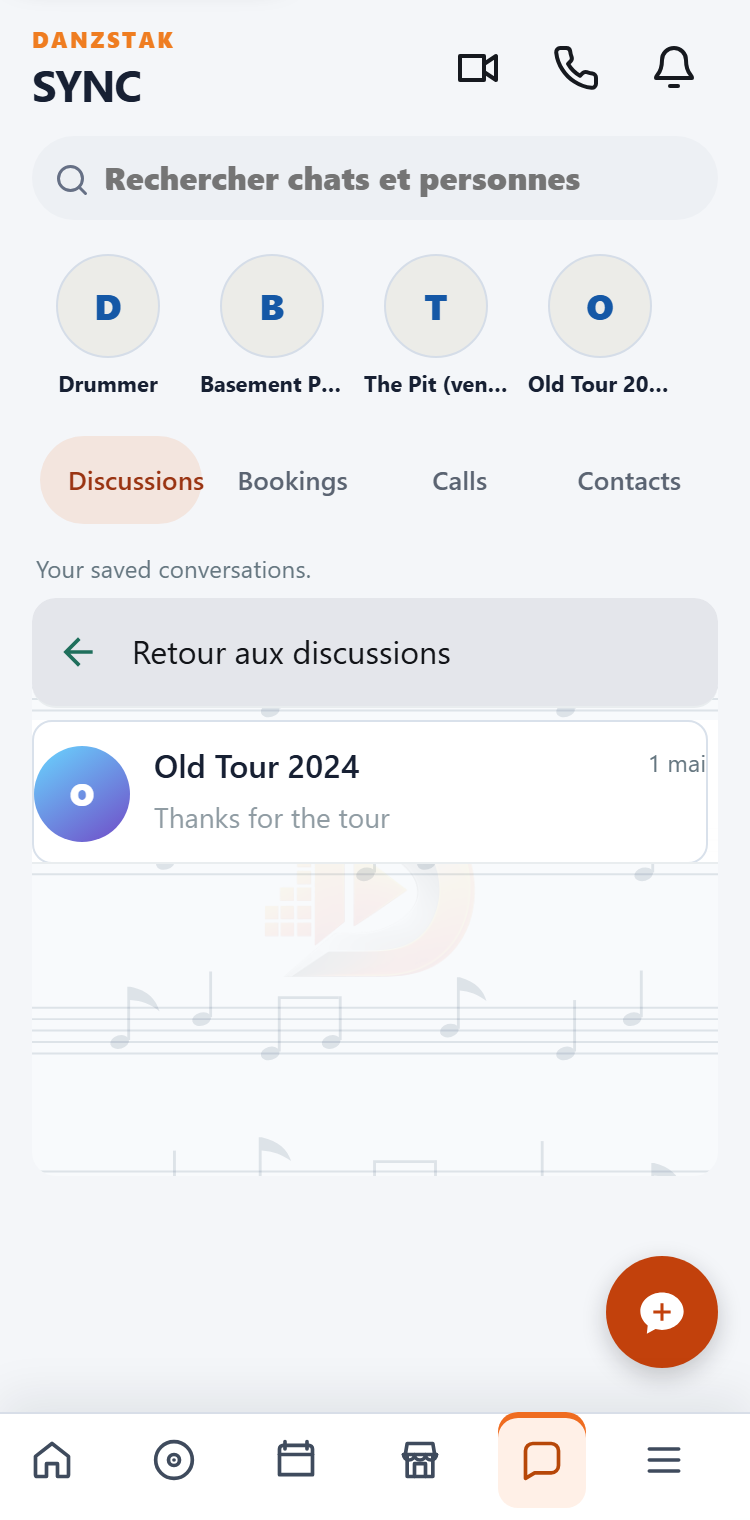 DANZSTAK
SYNC
Rechercher chats et personnes
D
B
T
O
Drummer
Basement P...
The Pit (ven...
Old Tour 20...
Discussions
Bookings
Calls
Contacts
Your saved conversations.
Retour aux discussions
O
Old Tour 2024
1 mai
Thanks for the tour